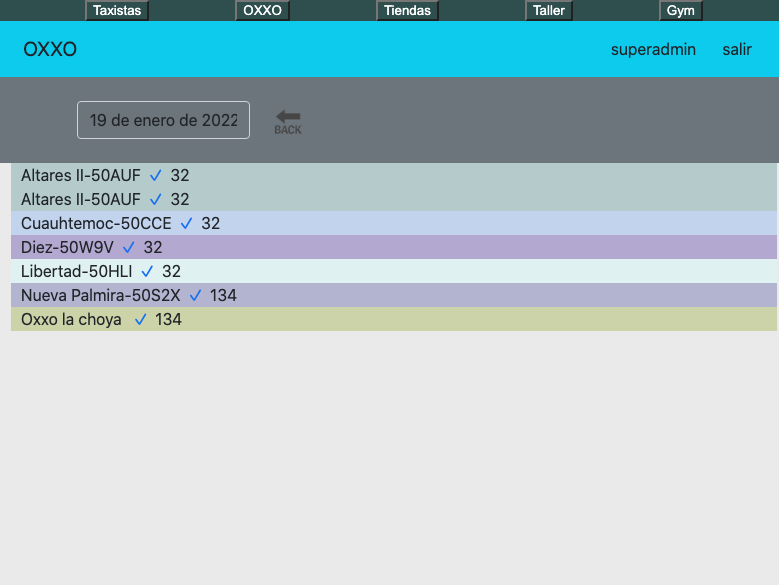 Taxistas OXXO Tiendas Taller Gym
OXXO superadmin salir
19 de enero de 2022
BACK
Altares II-50AUF ✓ 32
Altares II-50AUF ✓ 32
Cuauhtemoc-50CCE ✓ 32
Diez-50W9V ✓ 32
Libertad-50HLI ✓ 32
Nueva Palmira-50S2X ✓ 134
Oxxo la choya ✓ 134